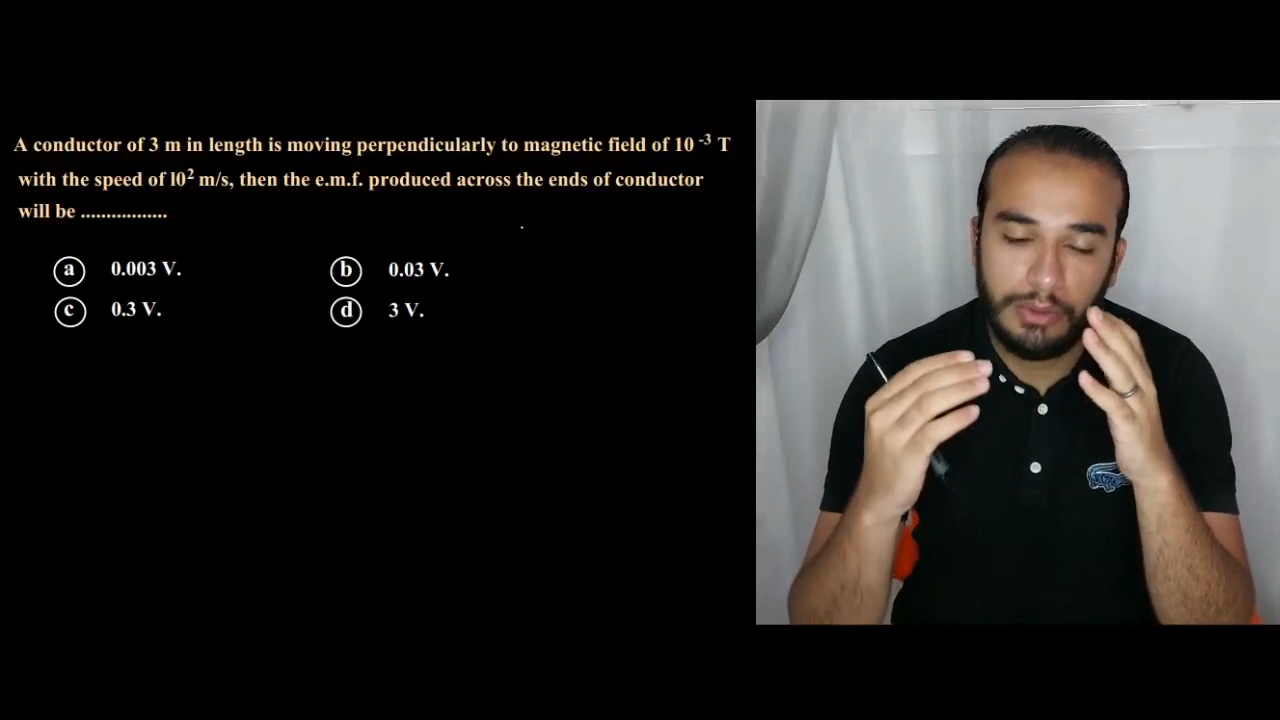 A conductor of 3 m in length is moving perpendicularly to magnetic field of 10⁻³ T
with the speed of 10² m/s, then the e.m.f. produced across the ends of conductor
will be .................
a 0.003 V. b 0.03 V.
c 0.3 V. d 3 V.